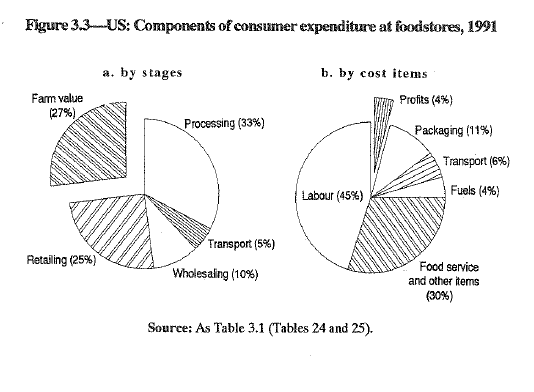 Figure 3.3—US: Components of consumer expenditure at foodstores, 1991
a. by stages
Farm value
(27%)
Processing (33%)
Transport (5%)
Wholesaling (10%)
Retailing (25%)
b. by cost items
Profits (4%)
Packaging (11%)
Transport (6%)
Fuels (4%)
Food service
and other items
(30%)
Labour (45%)
Source: As Table 3.1 (Tables 24 and 25).